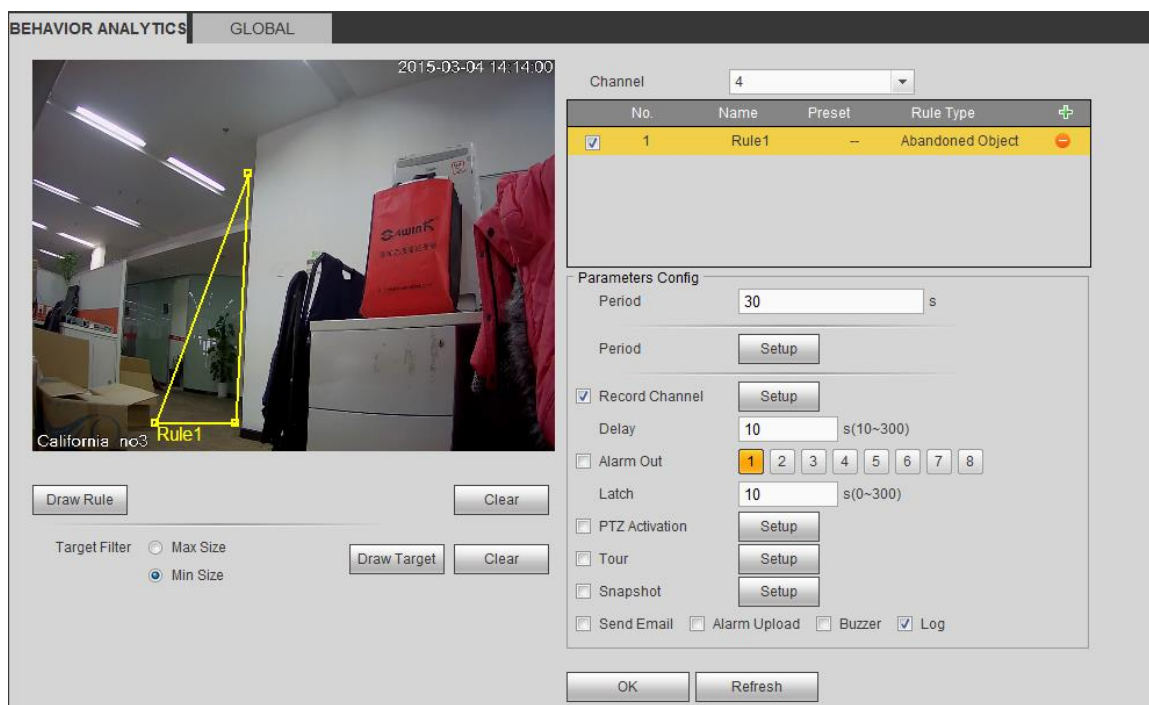 BEHAVIOR ANALYTICS GLOBAL
2015-03-04 14:14:00
SAWINK
California no3 Rule1
Draw Rule Clear
Target Filter Max Size
Min Size
Draw Target Clear
Channel 4
No. Name Preset Rule Type
1 Rule1 -- Abandoned Object
Parameters Config
Period 30 s
Period Setup
Record Channel Setup
Delay 10 s(10~300)
Alarm Out 1 2 3 4 5 6 7 8
Latch 10 s(0~300)
PTZ Activation Setup
Tour Setup
Snapshot Setup
Send Email Alarm Upload Buzzer Log
OK Refresh